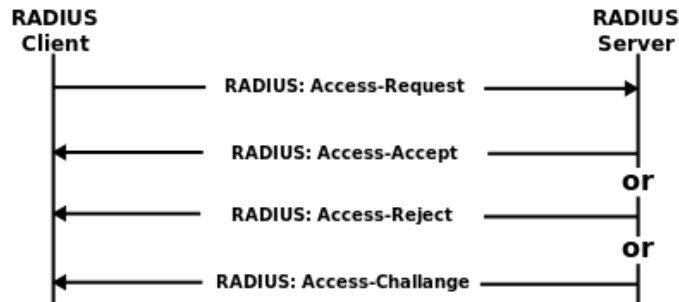 RADIUS
Client
RADIUS
Server
RADIUS: Access-Request
RADIUS: Access-Accept
or
RADIUS: Access-Reject
or
RADIUS: Access-Challange